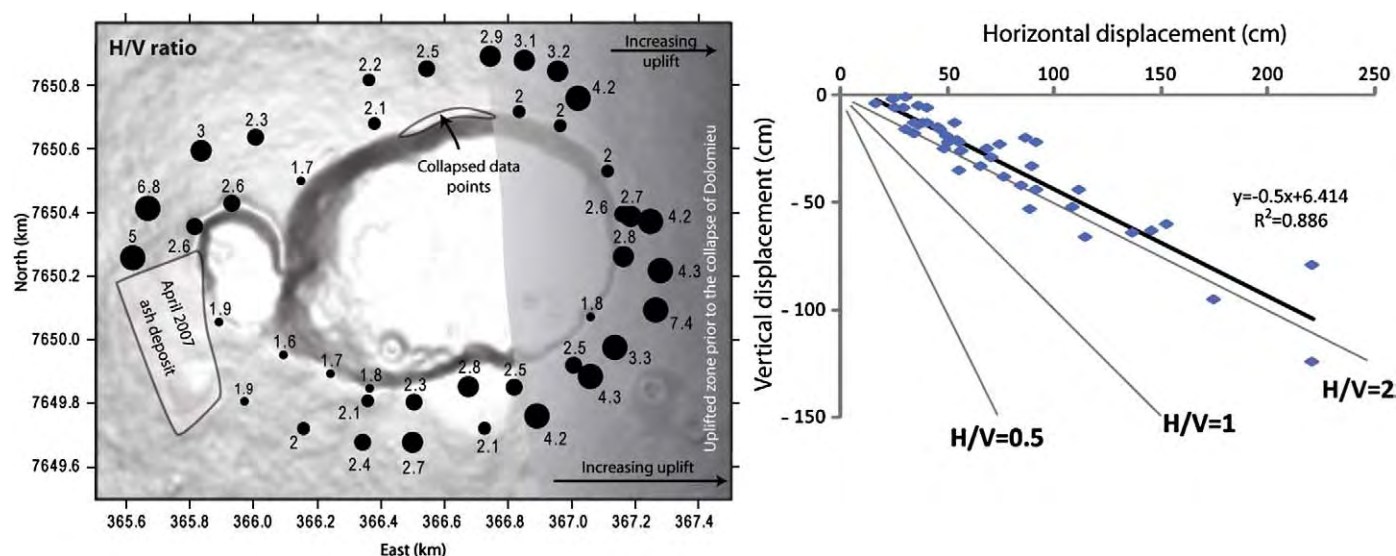 H/V ratio
Increasing
uplift
2.9
3.1
3.2
2.5
2.2
4.2
2.1
2
2
2.3
3
Collapsed data
points
1.7
2
6.8
2.6
2.6
2.7
4.2
5
2.6
2.8
4.3
April 2007
ash deposit
1.9
1.8
7.4
1.6
3.3
1.7
2.5
1.8
2.3
2.8
2.5
4.3
1.9
2.1
4.2
2
2.4
2.7
2.1
Uplifted zone prior to the collapse of Dolomieu
Increasing uplift
North (km)
7650.8
7650.6
7650.4
7650.2
7650.0
7649.8
7649.6
365.6 365.8 366.0 366.2 366.4 366.6 366.8 367.0 367.2 367.4
East (km)
Horizontal displacement (cm)
0 50 100 150 200 250
Vertical displacement (cm)
0
- 50
-100
- 150
y=-0.5x+6.414
R²=0.886
H/V=2
H/V=1
H/V=0.5